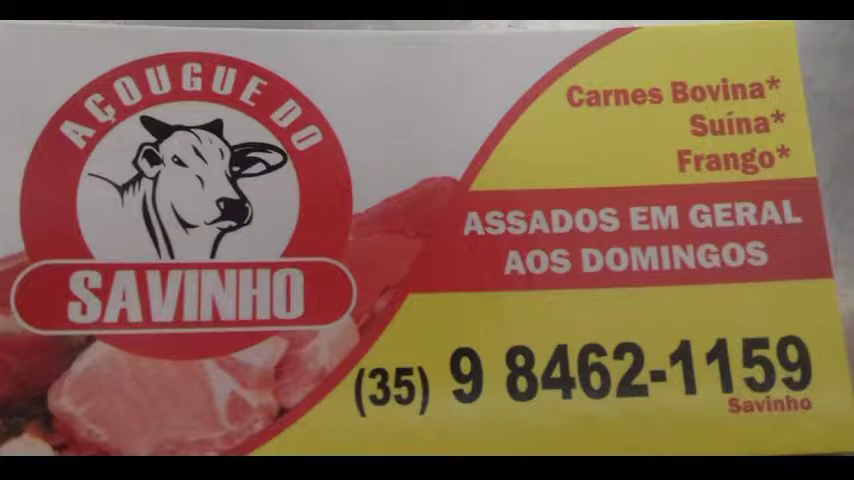 AÇOUGUE DO
SAVINHO
Carnes Bovina*
Suína*
Frango*
ASSADOS EM GERAL
AOS DOMINGOS
(35) 9 8462-1159
Savinho